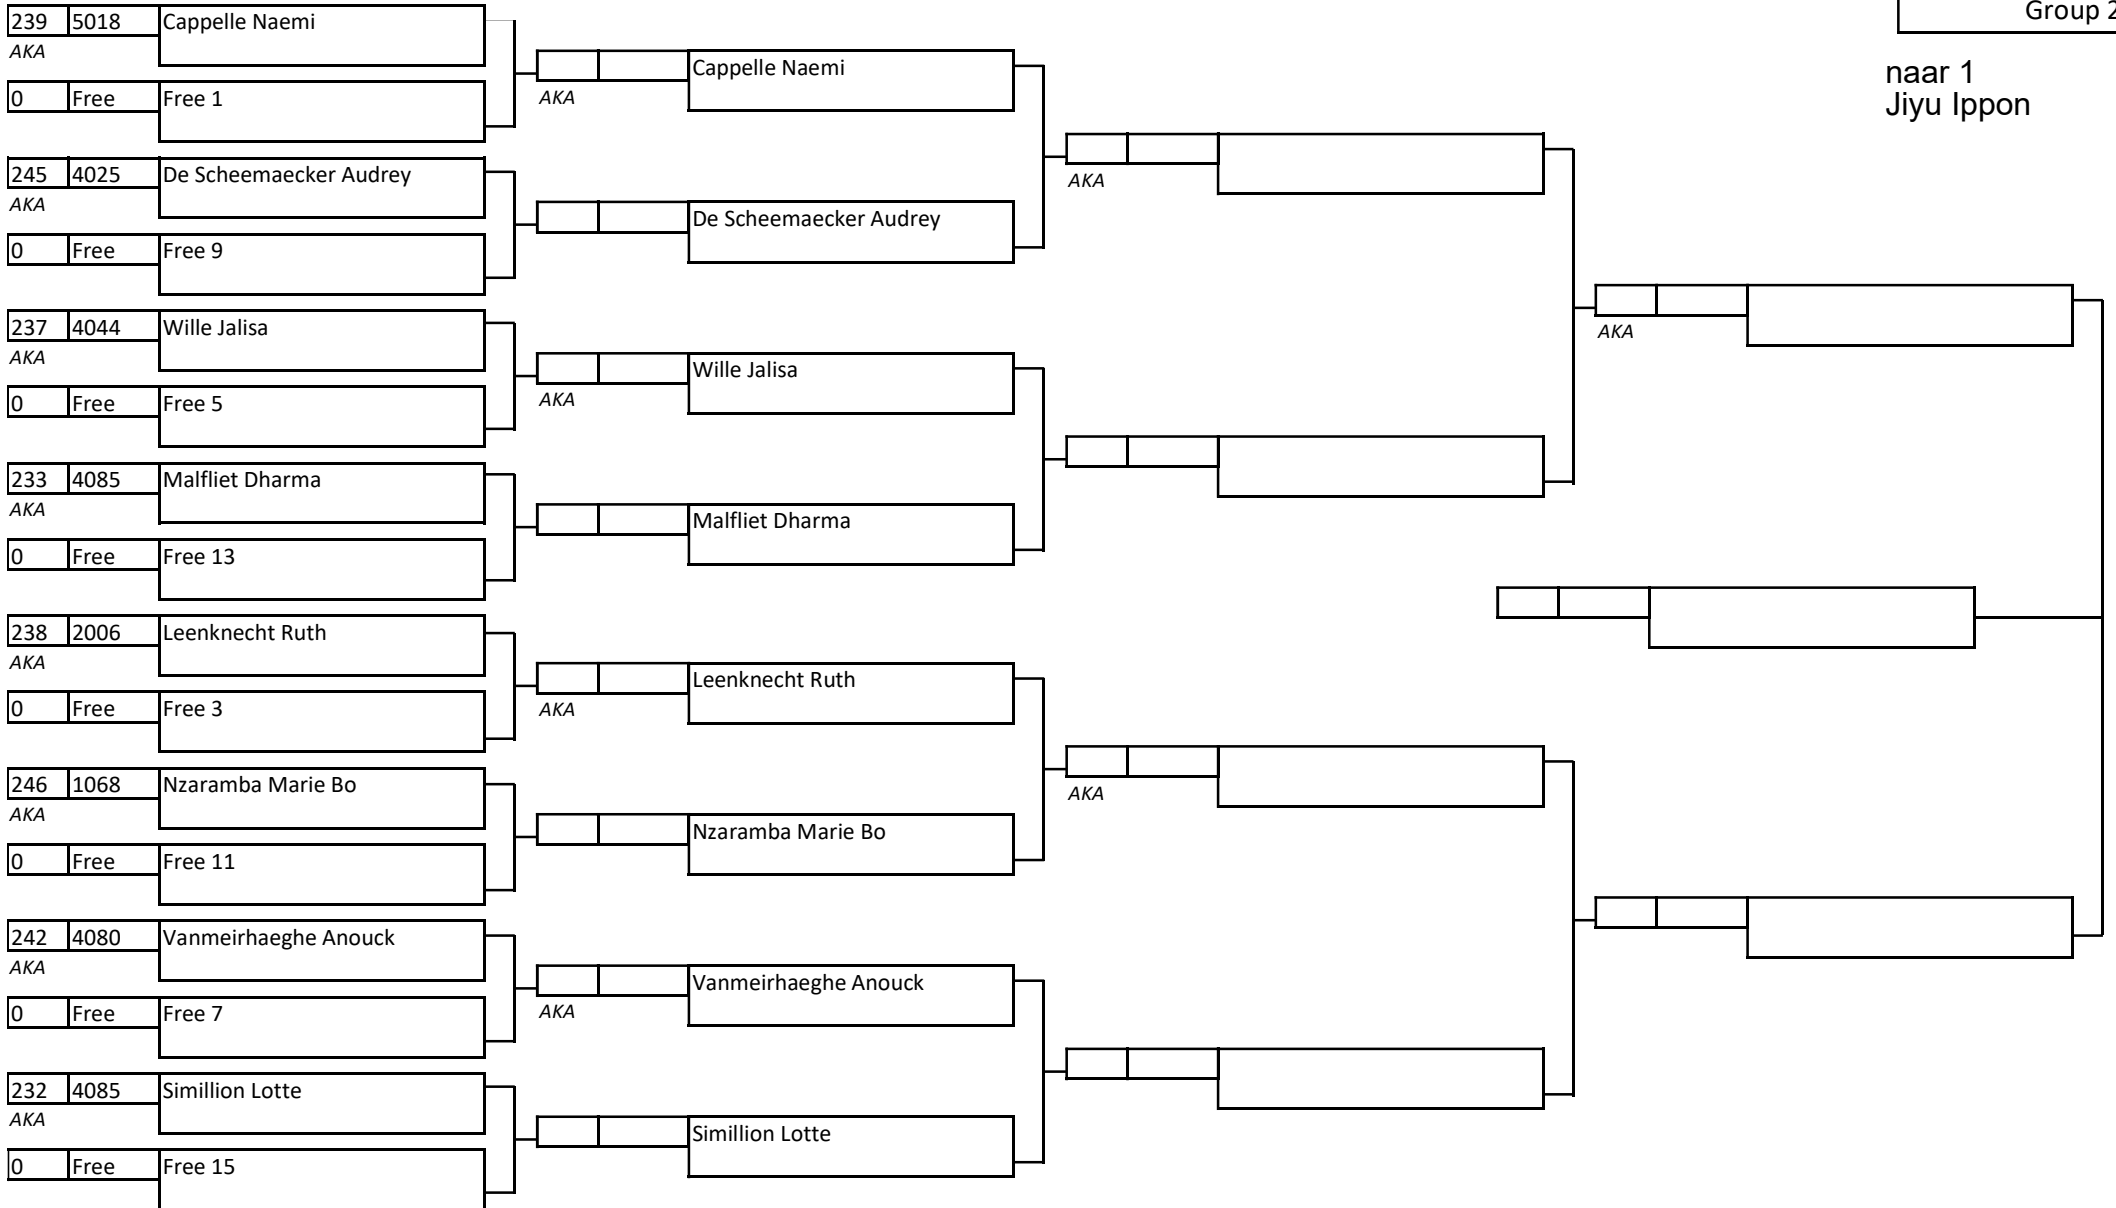 Group 2
naar 1
Jiyu Ippon
239 5018 Cappelle Naemi
AKA
0 Free Free 1
245 4025 De Scheemaecker Audrey
AKA
0 Free Free 9
237 4044 Wille Jalisa
AKA
0 Free Free 5
233 4085 Malfliet Dharma
AKA
0 Free Free 13
238 2006 Leenknecht Ruth
AKA
0 Free Free 3
246 1068 Nzaramba Marie Bo
AKA
0 Free Free 11
242 4080 Vanmeirhaeghe Anouck
AKA
0 Free Free 7
232 4085 Simillion Lotte
AKA
0 Free Free 15
Cappelle Naemi
AKA
De Scheemaecker Audrey
Wille Jalisa
AKA
Malfliet Dharma
Leenknecht Ruth
AKA
Nzaramba Marie Bo
Vanmeirhaeghe Anouck
AKA
Simillion Lotte
AKA
AKA
AKA